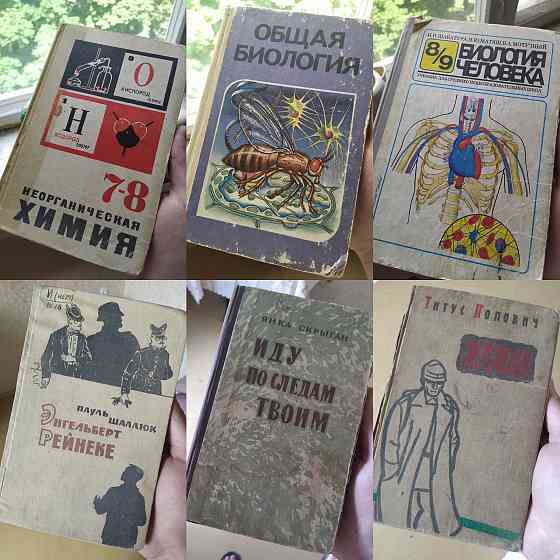 О
КИСЛОРОД
Н
ВОДОРОД
7-8
НЕОРГАНИЧЕСКАЯ
ХИМИЯ
ОБЩАЯ
БИОЛОГИЯ
8/9
БИОЛОГИЯ
ЧЕЛОВЕКА
ПАУЛЬ
ШАЛЛЮК
ЭНГЕЛЬБЕРТ
РЕЙНЕКЕ
ЯНКА СКРЫГАН
ИДУ
ПО СЛЕДАМ
ТВОИМ
Титус Попович